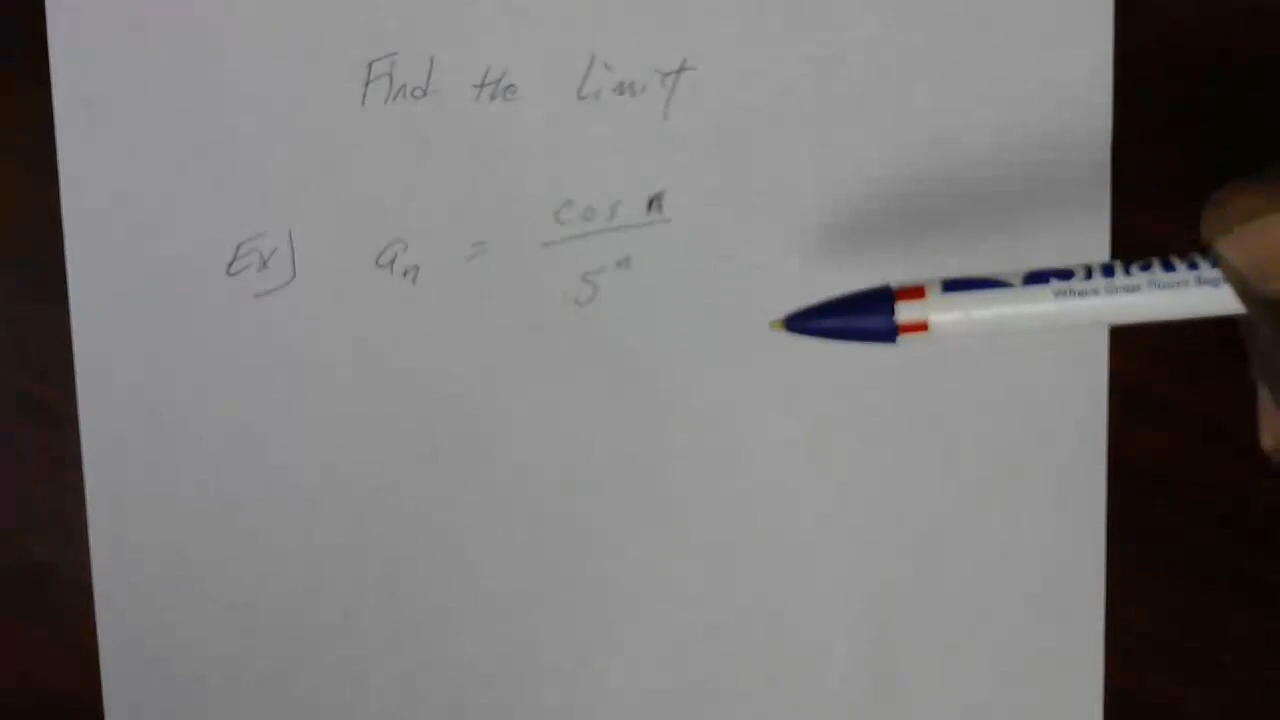 Find the limit
Ex) aₙ = cos n / 5ⁿ